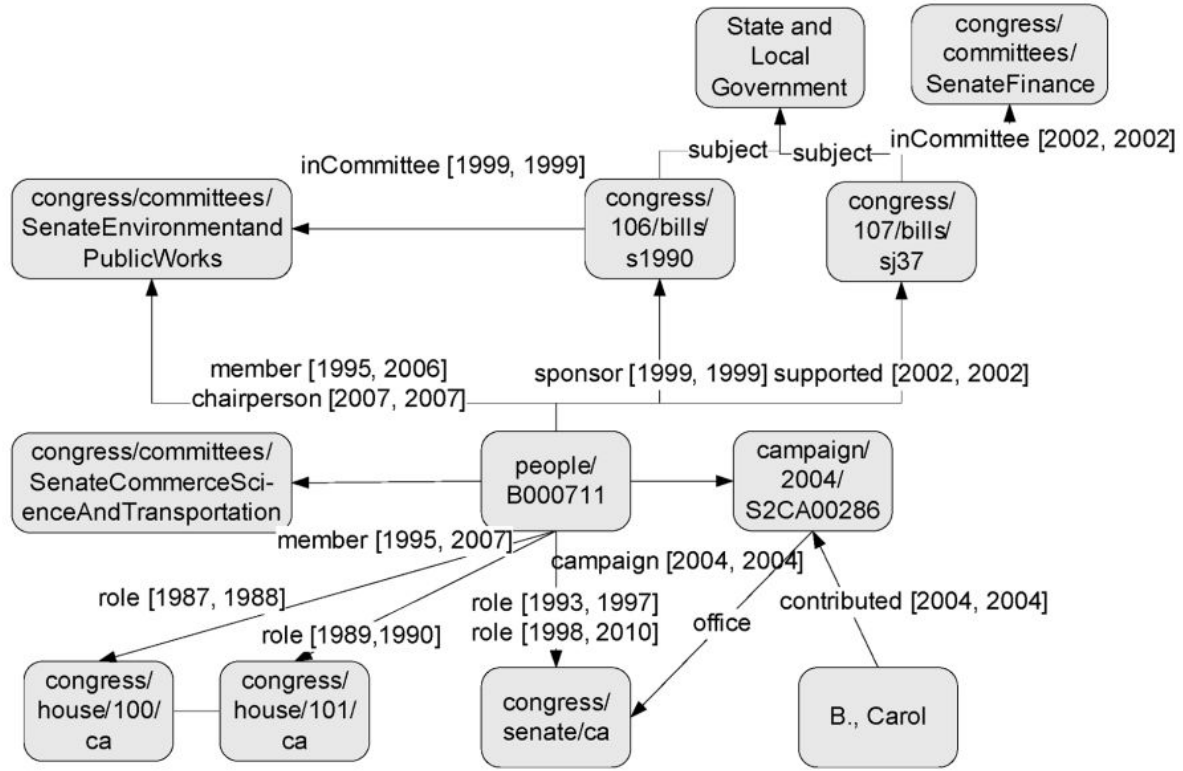 State and
Local
Government
congress/
committees/
SenateFinance
subject
subject
inCommittee [2002, 2002]
inCommittee [1999, 1999]
congress/committees/
SenateEnvironmentand
PublicWorks
congress/
106/bills/
s1990
congress/
107/bills/
sj37
member [1995, 2006]
chairperson [2007, 2007]
sponsor [1999, 1999]
supported [2002, 2002]
congress/committees/
SenateCommerceSci-
enceAndTransportation
people/
B000711
campaign/
2004/
S2CA00286
member [1995, 2007]
campaign [2004, 2004]
role [1987, 1988]
role [1989,1990]
role [1993, 1997]
role [1998, 2010]
office
contributed [2004, 2004]
congress/
house/100/
ca
congress/
house/101/
ca
congress/
senate/ca
B., Carol